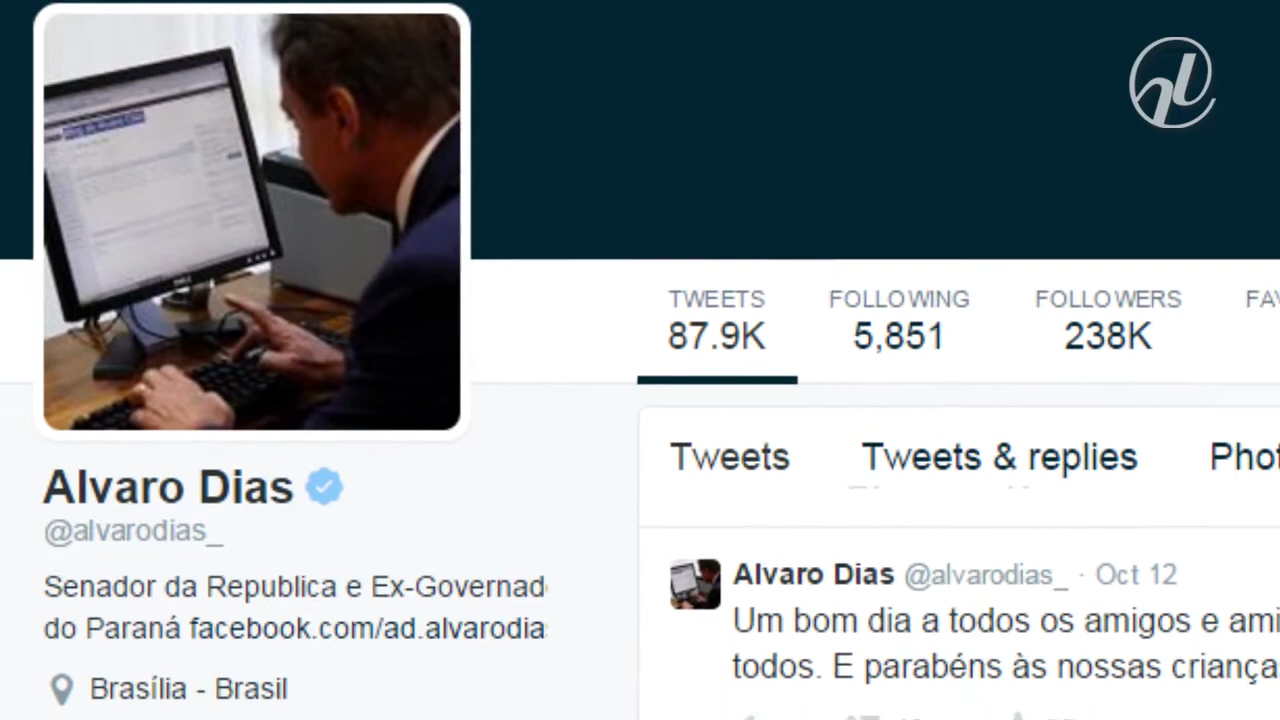 TWEETS FOLLOWING FOLLOWERS FA
87.9K 5,851 238K
Tweets Tweets & replies Phot
Alvaro Dias
@alvarodias_
Senador da Republica e Ex-Governad
do Paraná facebook.com/ad.alvarodia
Brasília - Brasil
Alvaro Dias @alvarodias_ · Oct 12
Um bom dia a todos os amigos e ami
todos. E parabéns às nossas criança